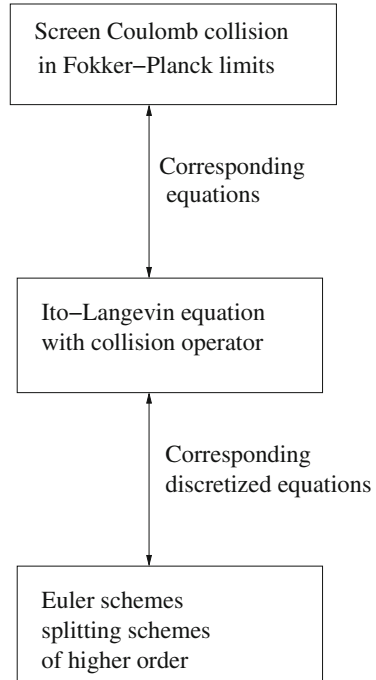 Screen Coulomb collision
in Fokker–Planck limits
Corresponding
equations
Ito–Langevin equation
with collision operator
Corresponding
discretized equations
Euler schemes
splitting schemes
of higher order